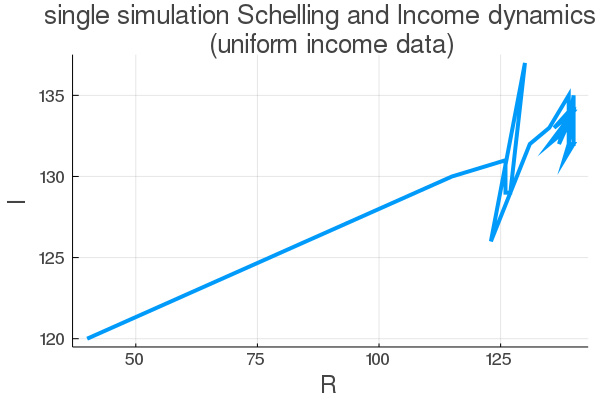 single simulation Schelling and Income dynamics
(uniform income data)
135
130
I
125
120
50 75 100 125
R